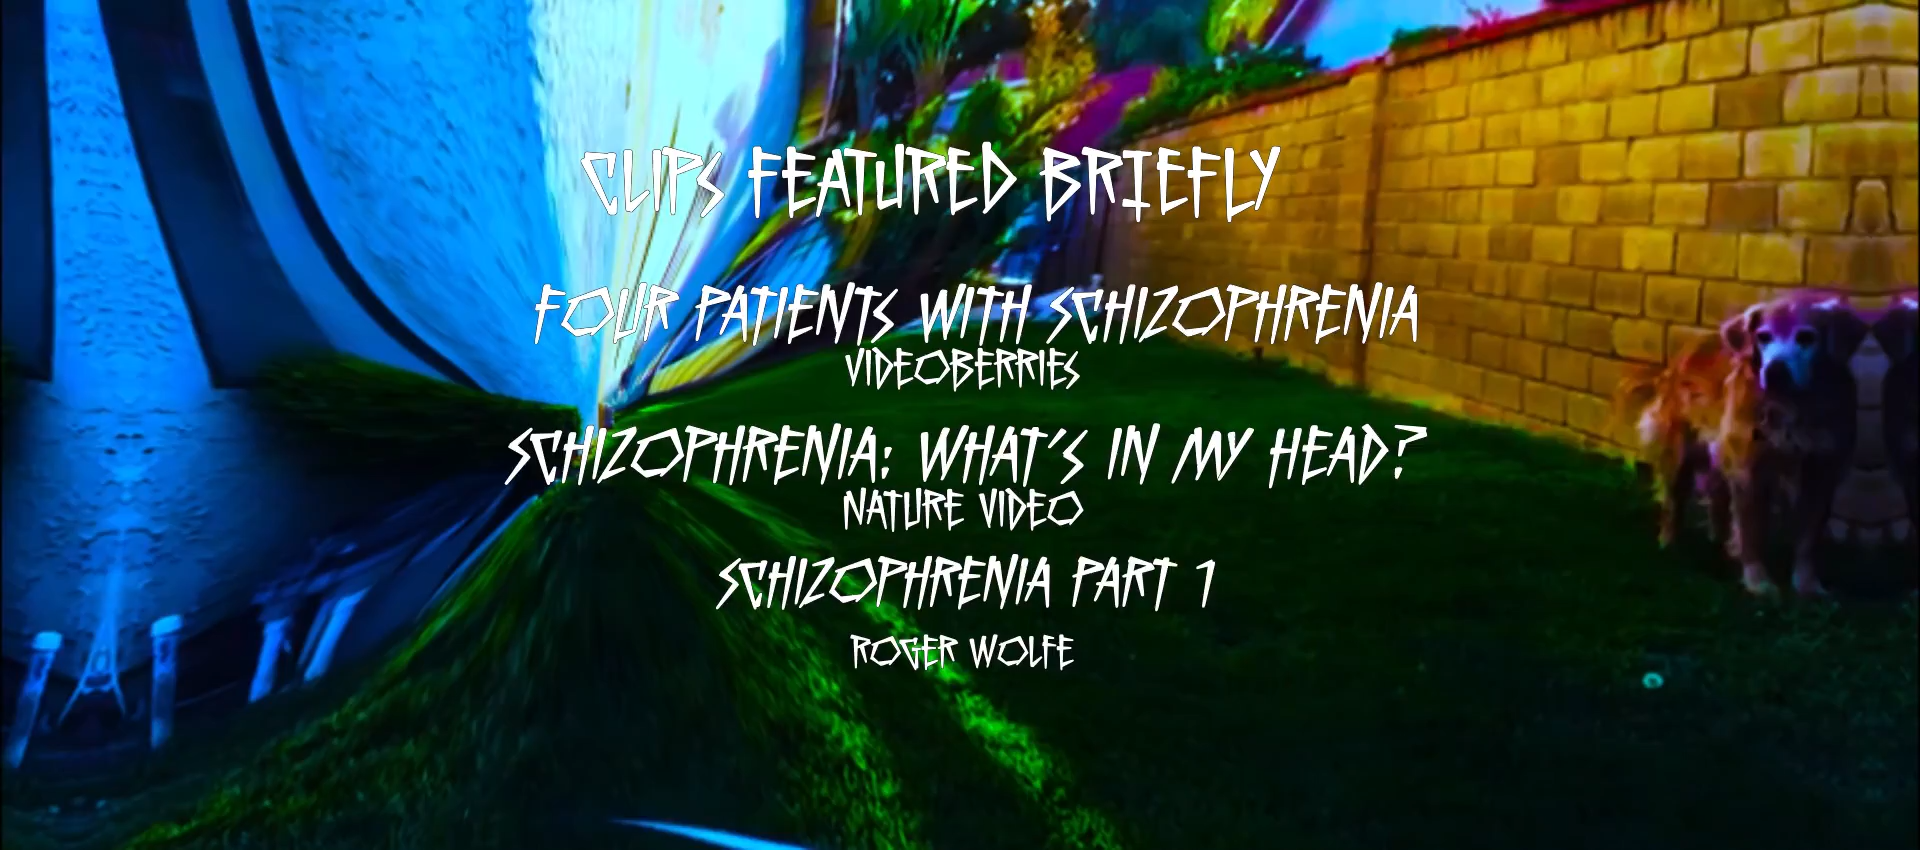 CLIPS FEATURED BRIEFLY
FOUR PATIENTS WITH SCHIZOPHRENIA
VIDEOBERRIES
SCHIZOPHRENIA: WHAT'S IN MY HEAD?
NATURE VIDEO
SCHIZOPHRENIA PART 1
ROGER WOLFE